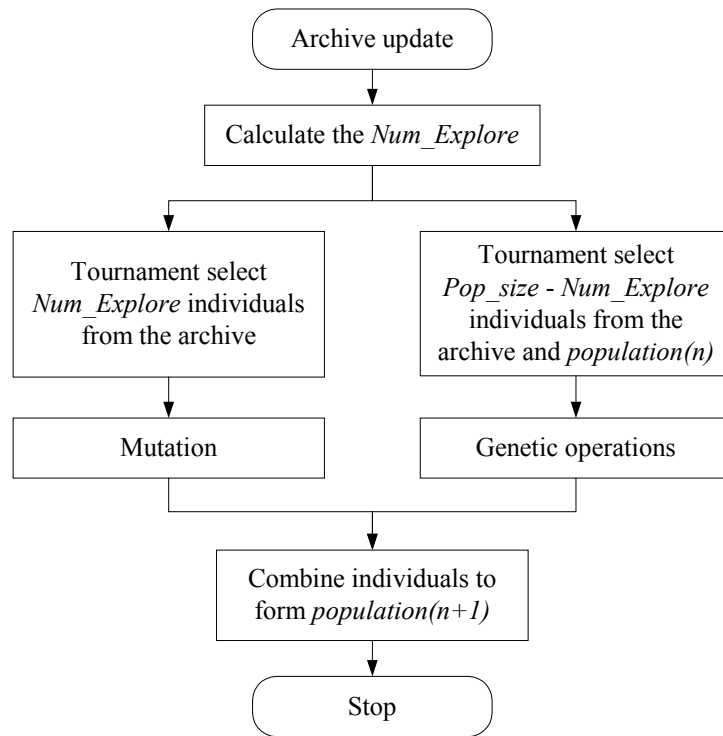 Archive update
Calculate the Num_Explore
Tournament select
Num_Explore individuals
from the archive
Tournament select
Pop_size - Num_Explore
individuals from the
archive and population(n)
Mutation
Genetic operations
Combine individuals to
form population(n+1)
Stop